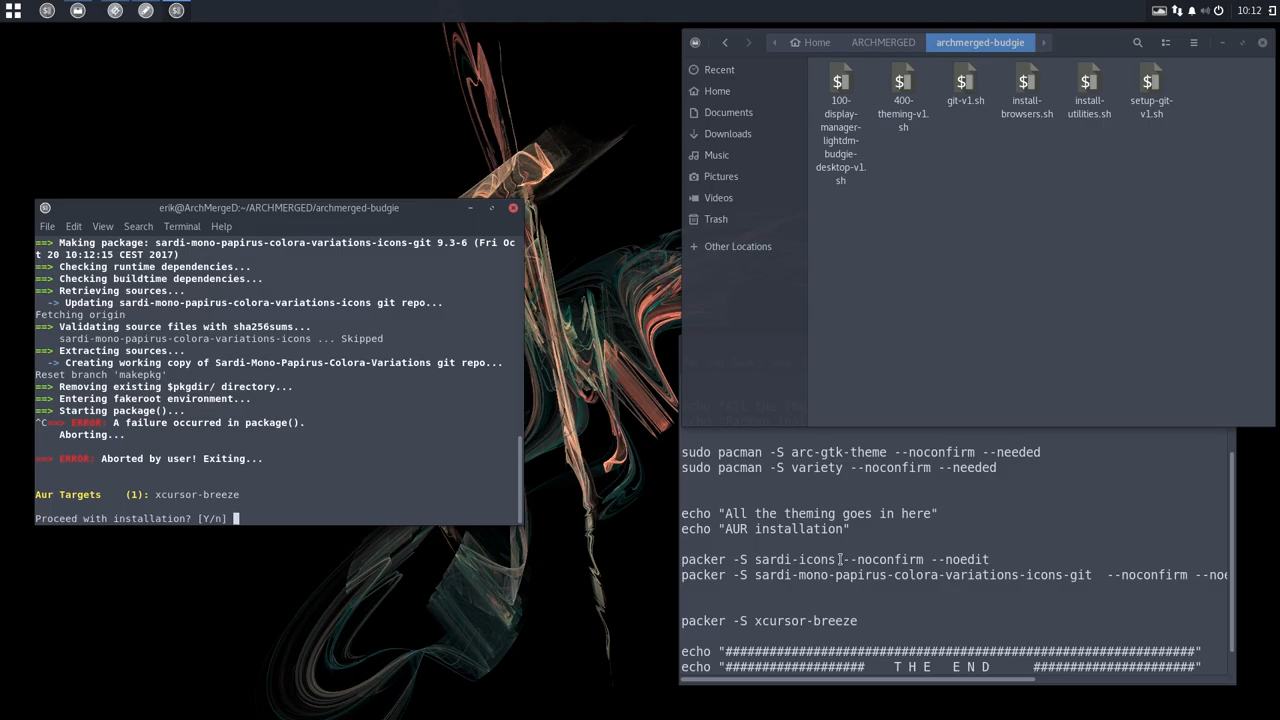 10:12
Home
ARCHMERGED
archmerged-budgie
Recent
Home
Documents
Downloads
Music
Pictures
Videos
Trash
Other Locations
100-
display-
manager-
lightdm-
budgie-
desktop-v1.
sh
400-
theming-v1.
sh
git-v1.sh
install-
browsers.sh
install-
utilities.sh
setup-git-
v1.sh
erik@ArchMergeD:~/ARCHMERGED/archmerged-budgie
File Edit View Search Terminal Help
==> Making package: sardi-mono-papirus-colora-variations-icons-git 9.3-6 (Fri Oc
t 20 10:12:15 CEST 2017)
==> Checking runtime dependencies...
==> Checking buildtime dependencies...
==> Retrieving sources...
-> Updating sardi-mono-papirus-colora-variations-icons git repo...
Fetching origin
==> Validating source files with sha256sums...
sardi-mono-papirus-colora-variations-icons ... Skipped
==> Extracting sources...
-> Creating working copy of Sardi-Mono-Papirus-Colora-Variations git repo...
Reset branch 'makepkg'
==> Removing existing $pkgdir/ directory...
==> Entering fakeroot environment...
==> Starting package()...
^C==> ERROR: A failure occurred in package().
Aborting...
==> ERROR: Aborted by user! Exiting...
Aur Targets (1): xcursor-breeze
Proceed with installation? [Y/n]
sudo pacman -S arc-gtk-theme --noconfirm --needed
sudo pacman -S variety --noconfirm --needed
echo "All the theming goes in here"
echo "AUR installation"
packer -S sardi-icons --noconfirm --noedit
packer -S sardi-mono-papirus-colora-variations-icons-git --noconfirm --noe
packer -S xcursor-breeze
echo "################################################################"
echo "################### T H E E N D ######################"